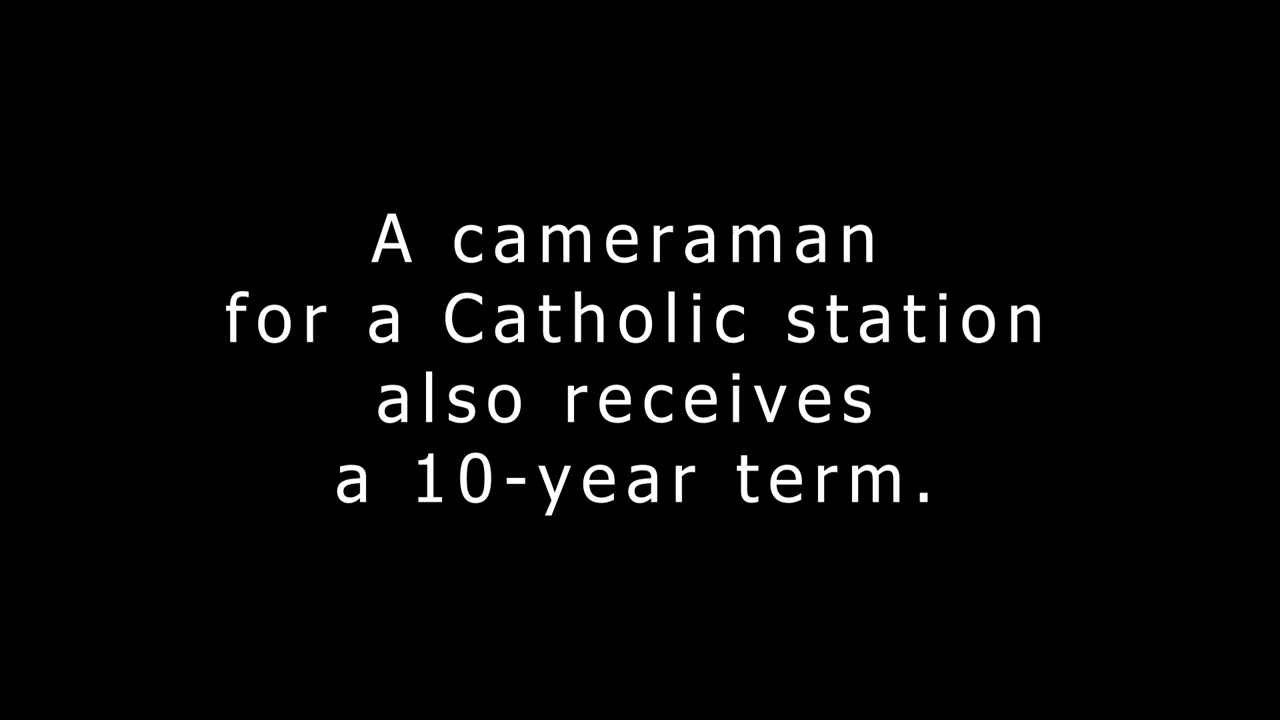 A cameraman
for a Catholic station
also receives
a 10-year term.